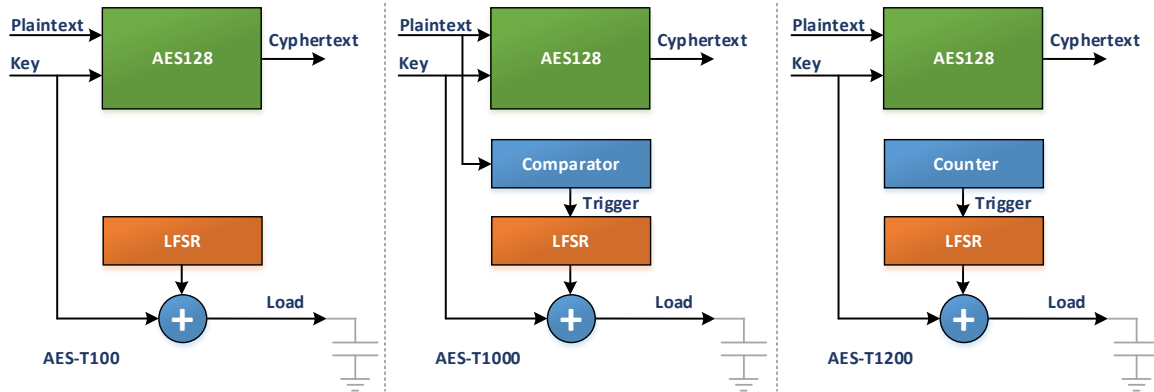 Plaintext
AES128
Cyphertext
Key
LFSR
+
Load
AES-T100
Plaintext
AES128
Cyphertext
Key
Comparator
Trigger
LFSR
+
Load
AES-T1000
Plaintext
AES128
Cyphertext
Key
Counter
Trigger
LFSR
+
Load
AES-T1200